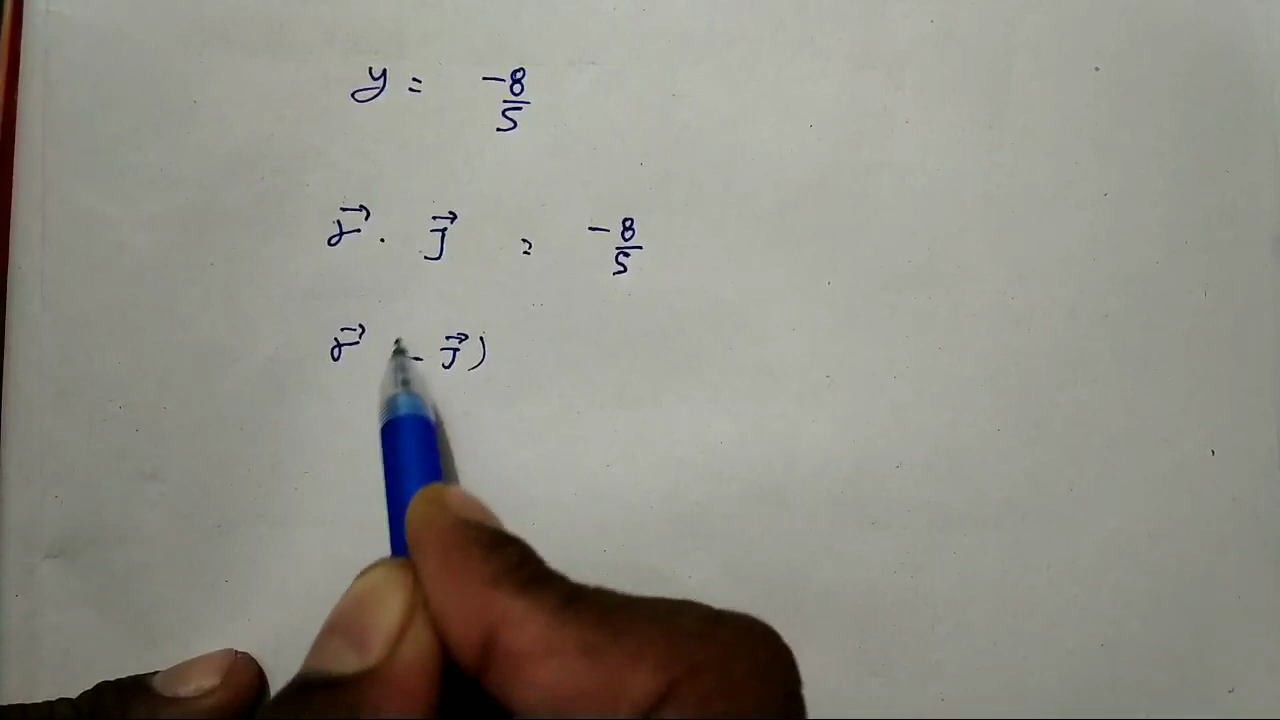 y = -8/5
r⃗ . j⃗ = -8/5
r⃗ - j⃗)